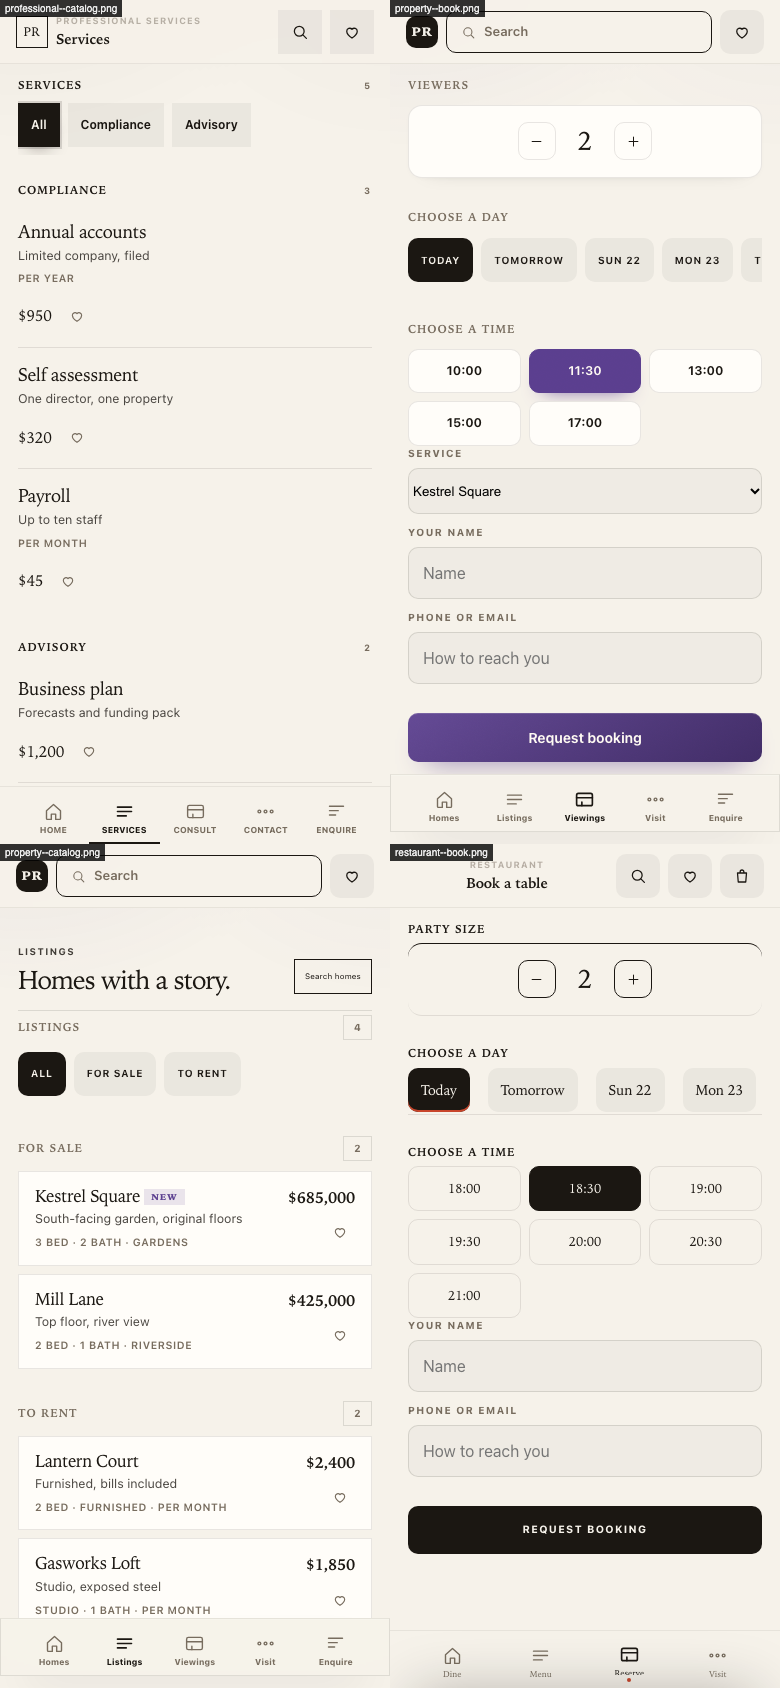 professional--catalog.png
PR
PROFESSIONAL SERVICES
Services
SERVICES
5
All
Compliance
Advisory
COMPLIANCE
3
Annual accounts
Limited company, filed
PER YEAR
$950
Self assessment
One director, one property
$320
Payroll
Up to ten staff
PER MONTH
$45
ADVISORY
2
Business plan
Forecasts and funding pack
$1,200
HOME
SERVICES
CONSULT
CONTACT
ENQUIRE
property--book.png
PR
Search
VIEWERS
− 2 +
CHOOSE A DAY
TODAY
TOMORROW
SUN 22
MON 23
T
CHOOSE A TIME
10:00
11:30
13:00
15:00
17:00
SERVICE
Kestrel Square
YOUR NAME
Name
PHONE OR EMAIL
How to reach you
Request booking
Homes
Listings
Viewings
Visit
Enquire
property--catalog.png
PR
Search
LISTINGS
Homes with a story.
Search homes
LISTINGS
4
ALL
FOR SALE
TO RENT
FOR SALE
2
Kestrel Square
NEW
$685,000
South-facing garden, original floors
3 BED · 2 BATH · GARDENS
Mill Lane
$425,000
Top floor, river view
2 BED · 1 BATH · RIVERSIDE
TO RENT
2
Lantern Court
$2,400
Furnished, bills included
2 BED · FURNISHED · PER MONTH
Gasworks Loft
$1,850
Studio, exposed steel
STUDIO · 1 BATH · PER MONTH
Homes
Listings
Viewings
Visit
Enquire
restaurant--book.png
RESTAURANT
Book a table
PARTY SIZE
− 2 +
CHOOSE A DAY
Today
Tomorrow
Sun 22
Mon 23
CHOOSE A TIME
18:00
18:30
19:00
19:30
20:00
20:30
21:00
YOUR NAME
Name
PHONE OR EMAIL
How to reach you
REQUEST BOOKING
Dine
Menu
Reserve
Visit